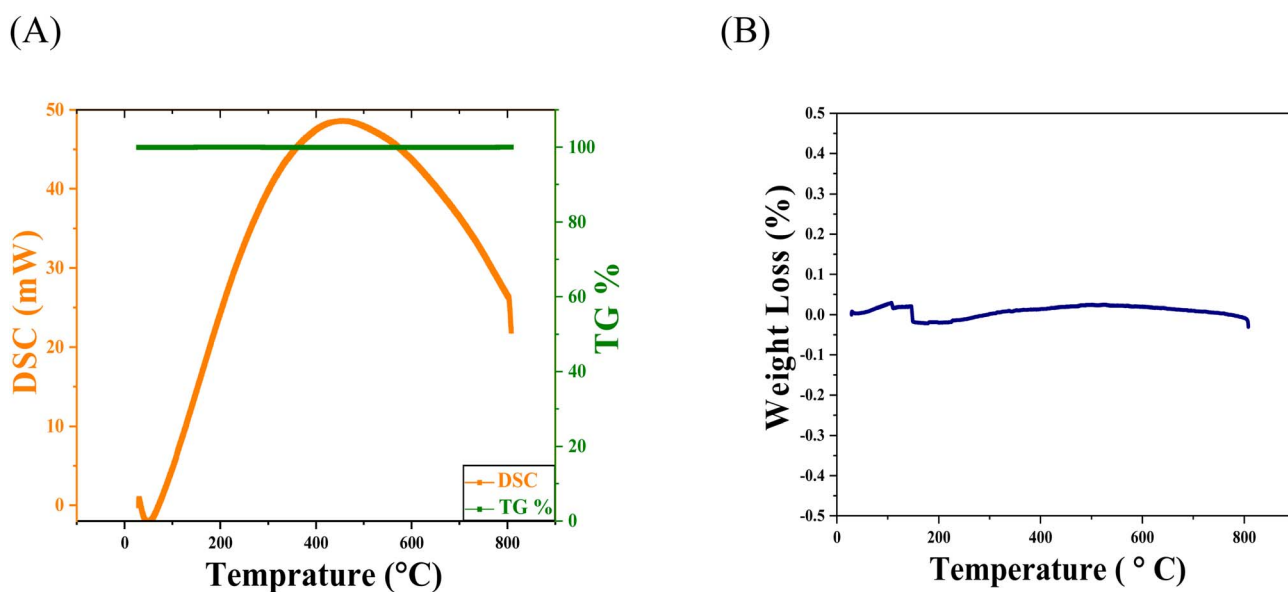 (A)
(B)
50
40
30
20
10
0
DSC (mW)
100
80
60
40
20
0
TG %
DSC
TG %
0 200 400 600 800
Temprature (°C)
0.5
0.4
0.3
0.2
0.1
0.0
-0.1
-0.2
-0.3
-0.4
-0.5
Weight Loss (%)
0 200 400 600 800
Temperature ( ° C)